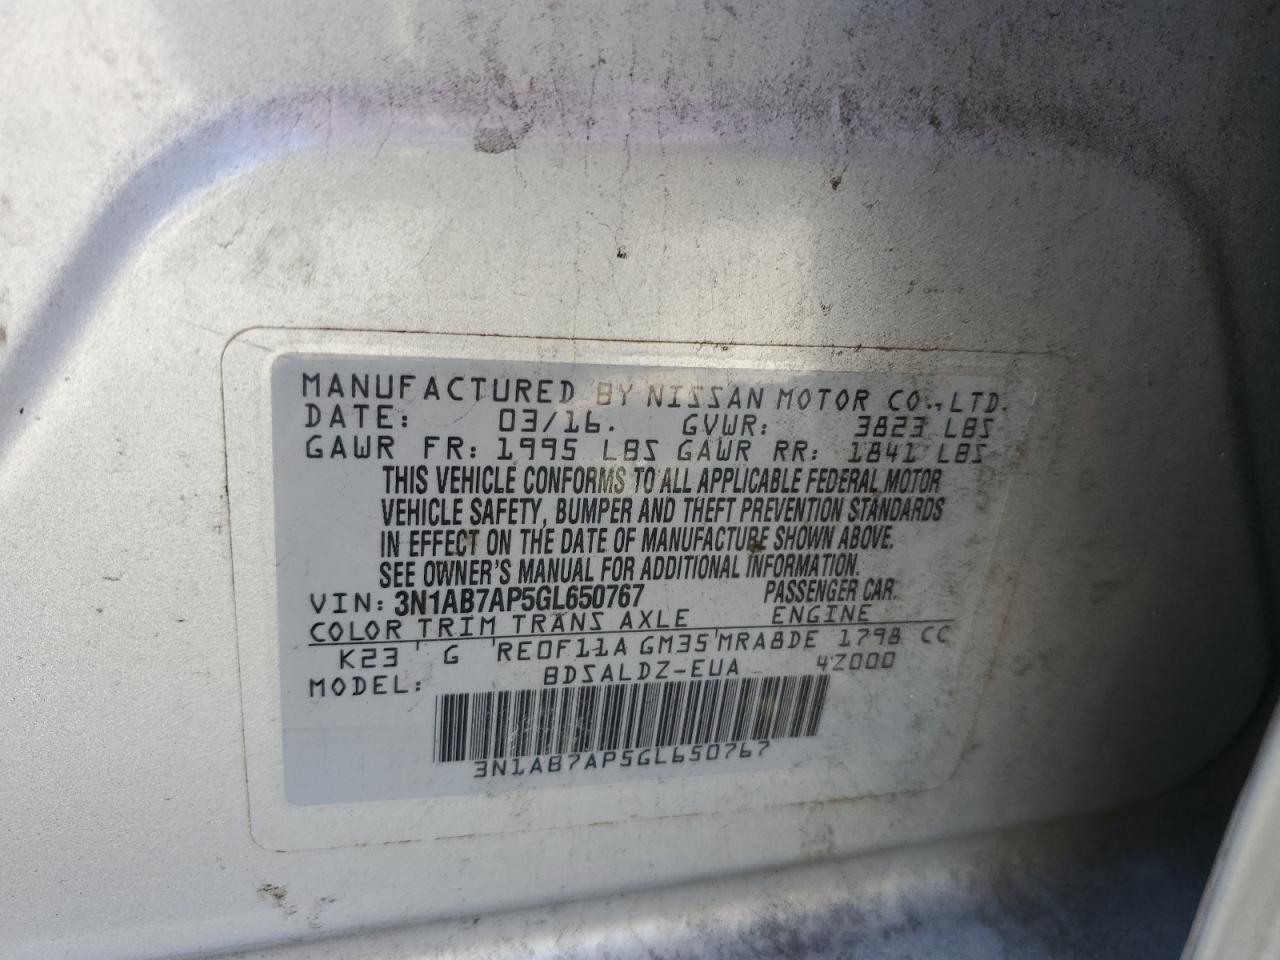 MANUFACTURED BY NISSAN MOTOR CO., LTD.
DATE: 03/16. GVWR: 3823 LBS
GAWR FR: 1995 LBS GAWR RR: 1841 LBS
THIS VEHICLE CONFORMS TO ALL APPLICABLE FEDERAL MOTOR
VEHICLE SAFETY, BUMPER AND THEFT PREVENTION STANDARDS
IN EFFECT ON THE DATE OF MANUFACTURE SHOWN ABOVE.
SEE OWNER'S MANUAL FOR ADDITIONAL INFORMATION.
VIN: 3N1AB7AP5GL650767 PASSENGER CAR.
COLOR TRIM TRANS AXLE ENGINE
K23 G RE0F11A GM35 MRA8DE 1798 CC
MODEL: BDSALDZ-EUA 4Z000
3N1AB7AP5GL650767